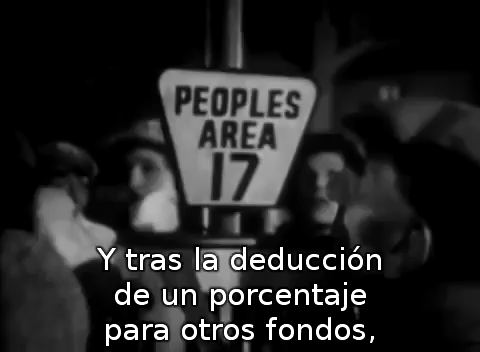 PEOPLES
AREA
17
Y tras la deducción
de un porcentaje
para otros fondos,